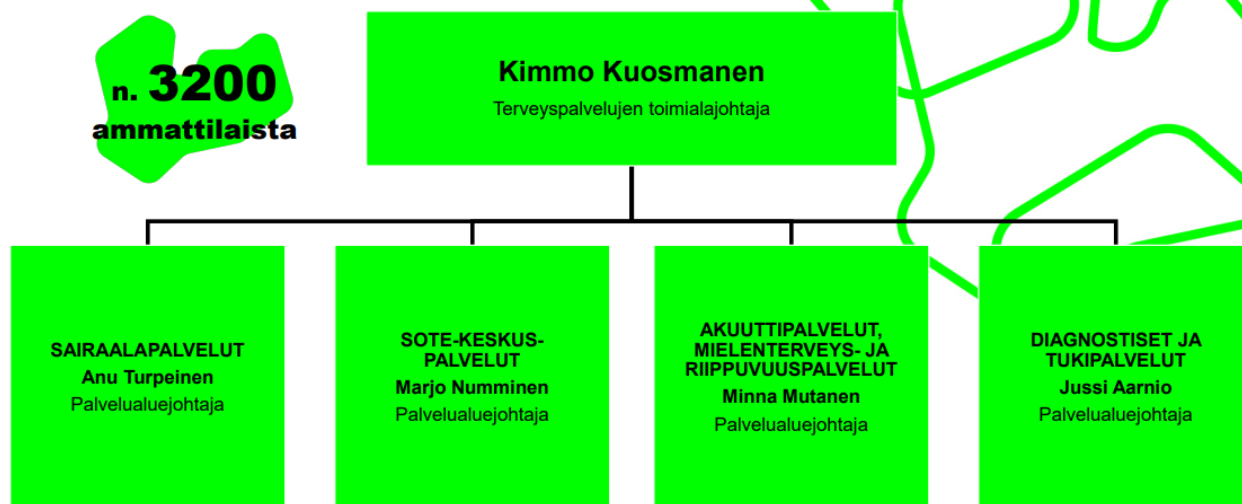 n. 3200
ammattilaista
Kimmo Kuosmanen
Terveyspalvelujen toimialajohtaja
SAIRAALAPALVELUT
Anu Turpeinen
Palvelualuejohtaja
SOTE-KESKUS-
PALVELUT
Marjo Numminen
Palvelualuejohtaja
AKUUTTIPALVELUT,
MIELENTERVEYS- JA
RIIPPUVUUSPALVELUT
Minna Mutanen
Palvelualuejohtaja
DIAGNOSTISET JA
TUKIPALVELUT
Jussi Aarnio
Palvelualuejohtaja